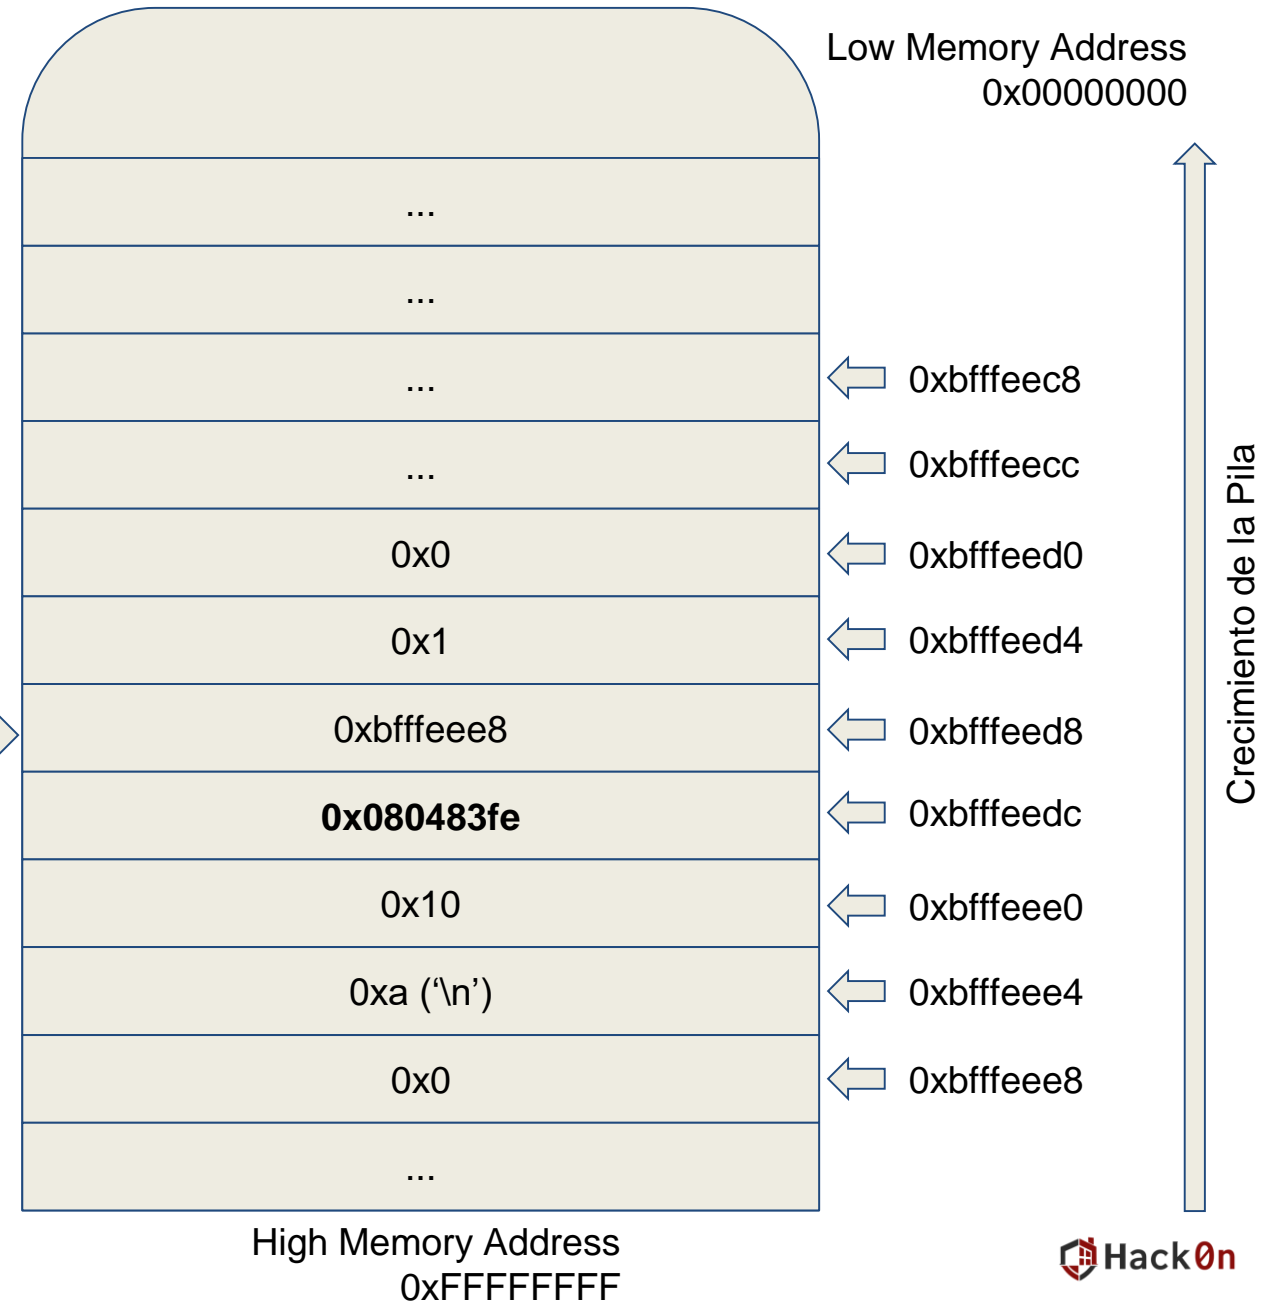 Low Memory Address
0x00000000
...
...
...
0xbfffeec8
...
0xbfffeecc
0x0
0xbfffeed0
0x1
0xbfffeed4
0xbfffeee8
0xbfffeed8
0x080483fe
0xbfffeedc
0x10
0xbfffeee0
0xa (‘\n’)
0xbfffeee4
0x0
0xbfffeee8
...
Crecimiento de la Pila
High Memory Address
0xFFFFFFFF
Hack0n